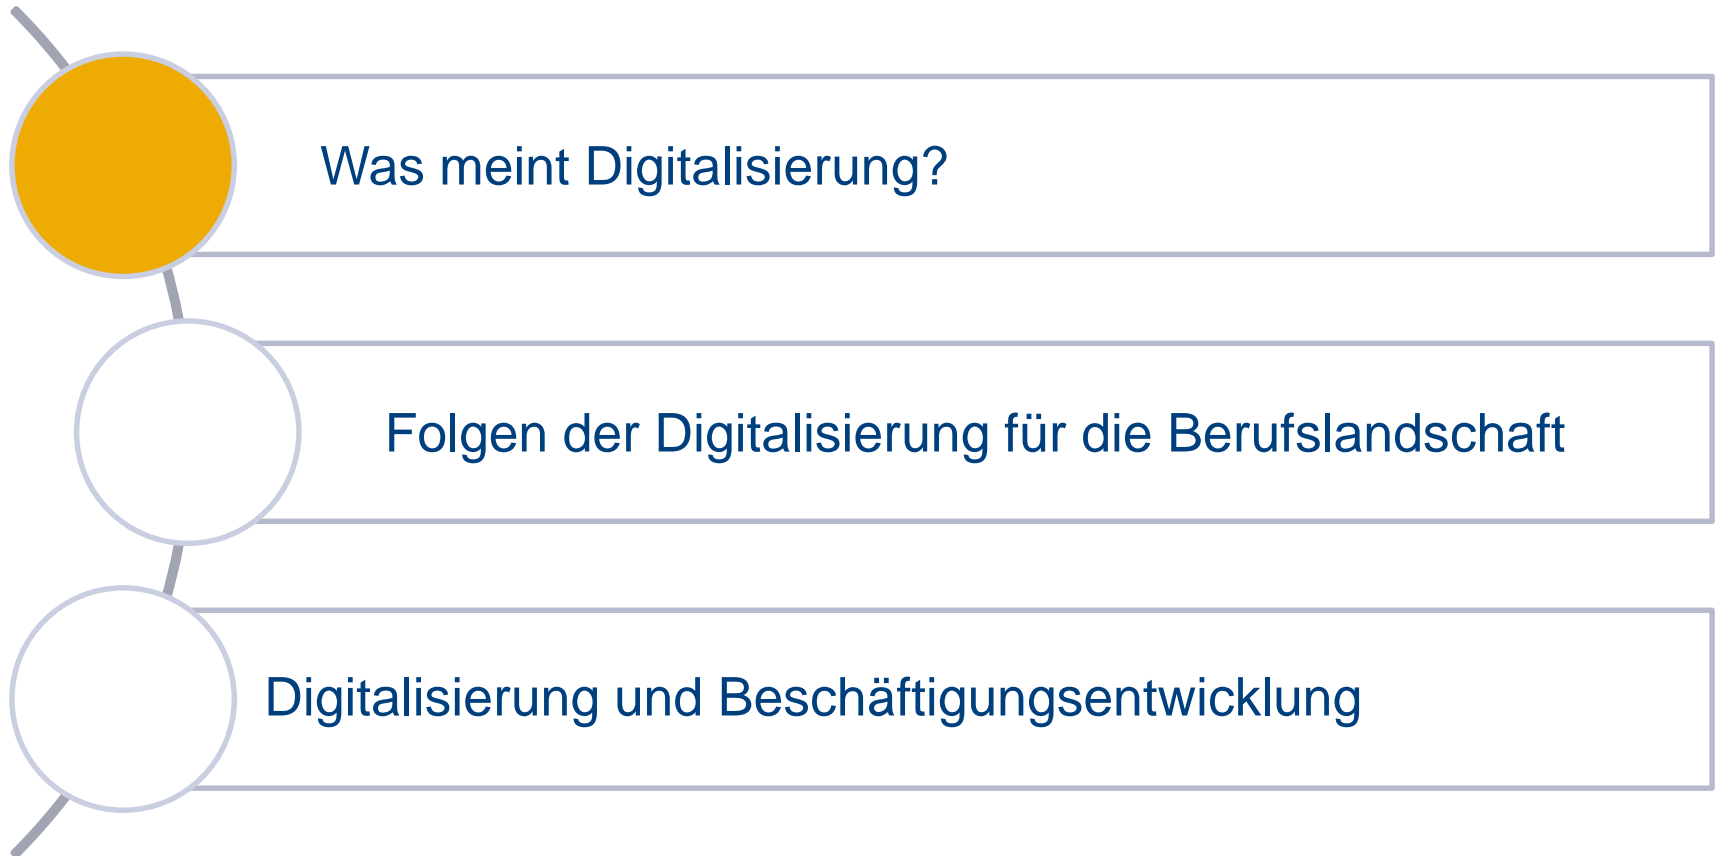 Was meint Digitalisierung?
Folgen der Digitalisierung für die Berufslandschaft
Digitalisierung und Beschäftigungsentwicklung